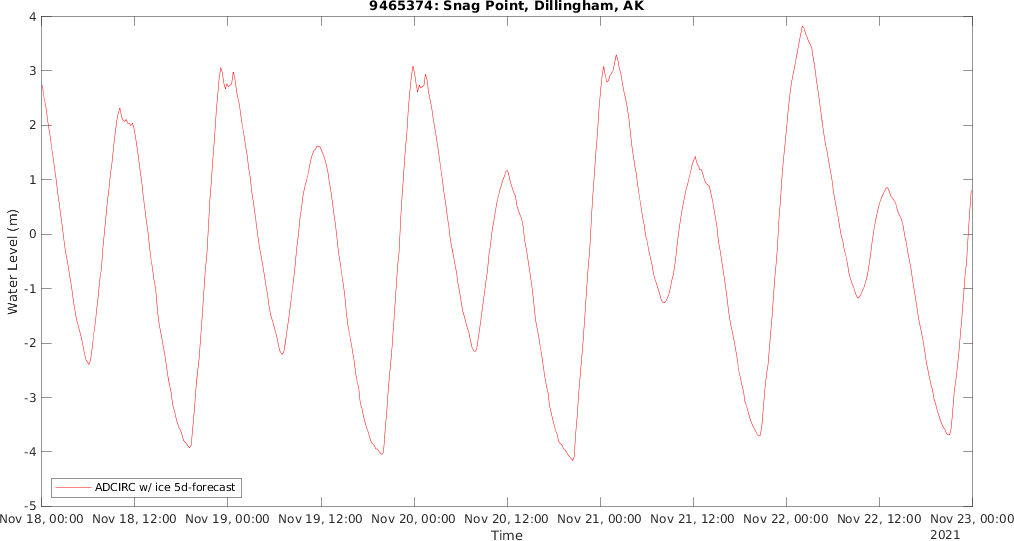 9465374: Snag Point, Dillingham, AK
4
3
2
1
0
-1
-2
-3
-4
-5
Water Level (m)
ADCIRC w/ ice 5d-forecast
Nov 18, 00:00 Nov 18, 12:00 Nov 19, 00:00 Nov 19, 12:00 Nov 20, 00:00 Nov 20, 12:00 Nov 21, 00:00 Nov 21, 12:00 Nov 22, 00:00 Nov 22, 12:00 Nov 23, 00:00
Time
2021